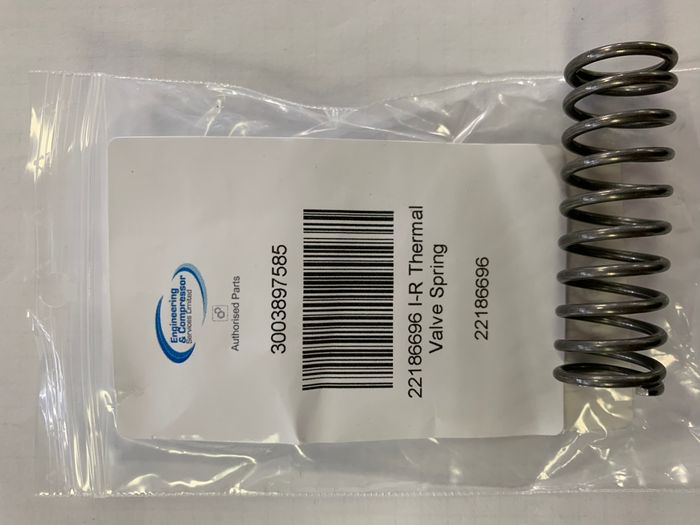 Engineering
& Compressor
Services Limited
Authorised Parts
3003897585
22186696 I-R Thermal
Valve Spring
22186696